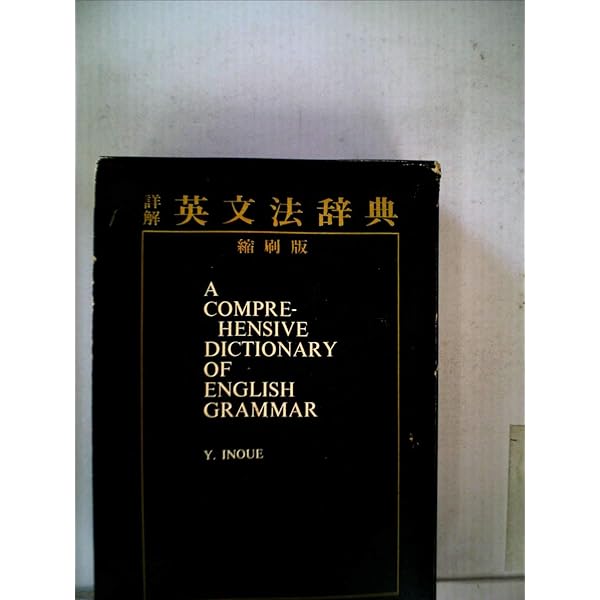 詳解 英文法辞典
縮刷版
A
COMPRE-
HENSIVE
DICTIONARY
OF
ENGLISH
GRAMMAR
Y. INOUE